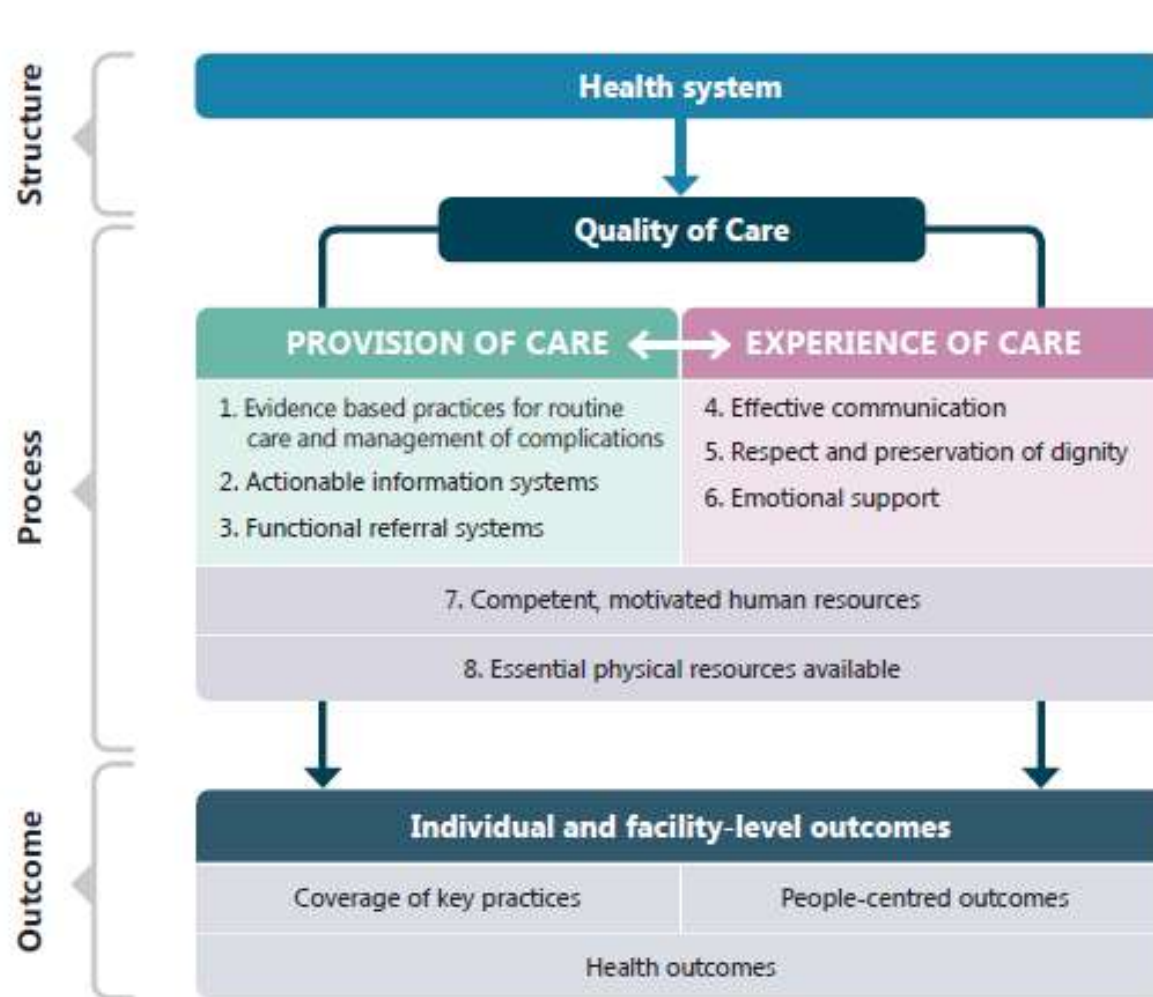 Structure
Health system
Quality of Care
Process
PROVISION OF CARE
EXPERIENCE OF CARE
1. Evidence based practices for routine
care and management of complications
2. Actionable information systems
3. Functional referral systems
4. Effective communication
5. Respect and preservation of dignity
6. Emotional support
7. Competent, motivated human resources
8. Essential physical resources available
Outcome
Individual and facility-level outcomes
Coverage of key practices
People-centred outcomes
Health outcomes